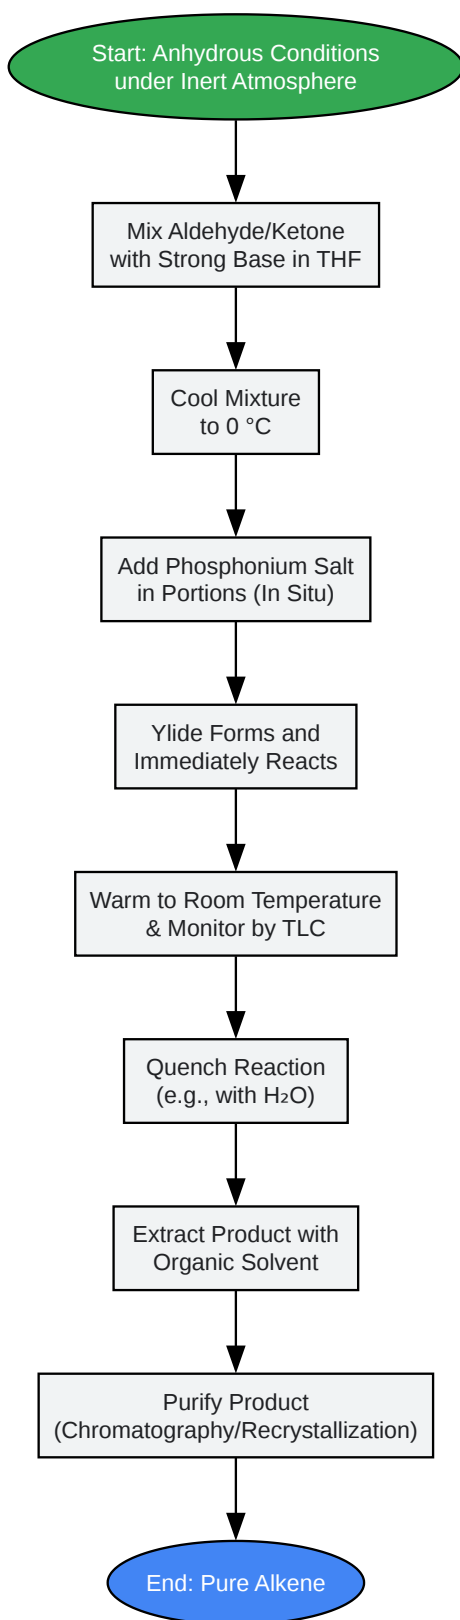 Start: Anhydrous Conditions
under Inert Atmosphere
Mix Aldehyde/Ketone
with Strong Base in THF
Cool Mixture
to 0 °C
Add Phosphonium Salt
in Portions (In Situ)
Ylide Forms and
Immediately Reacts
Warm to Room Temperature
& Monitor by TLC
Quench Reaction
(e.g., with H₂O)
Extract Product with
Organic Solvent
Purify Product
(Chromatography/Recrystallization)
End: Pure Alkene